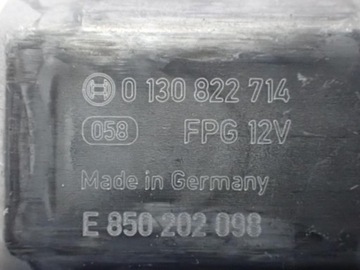 0 130 822 714
058 FPG 12V
Made in Germany
E 850 202 098